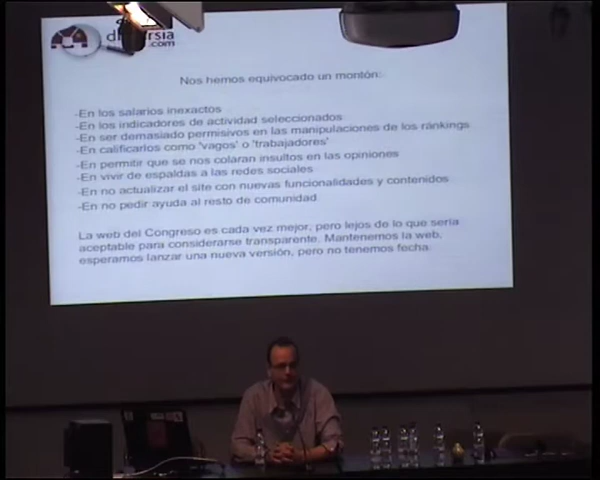 .com
Nos hemos equivocado un montón:
-En los salarios inexactos
-En los indicadores de actividad seleccionados
-En ser demasiado permisivos en las manipulaciones de los ránkings
-En calificarlos como 'vagos' o 'trabajadores'
-En permitir que se nos colaran insultos en las opiniones
-En vivir de espaldas a las redes sociales
-En no actualizar el site con nuevas funcionalidades y contenidos
-En no pedir ayuda al resto de comunidad
La web del Congreso es cada vez mejor, pero lejos de lo que sería
aceptable para considerarse transparente. Mantenemos la web,
esperamos lanzar una nueva versión, pero no tenemos fecha.